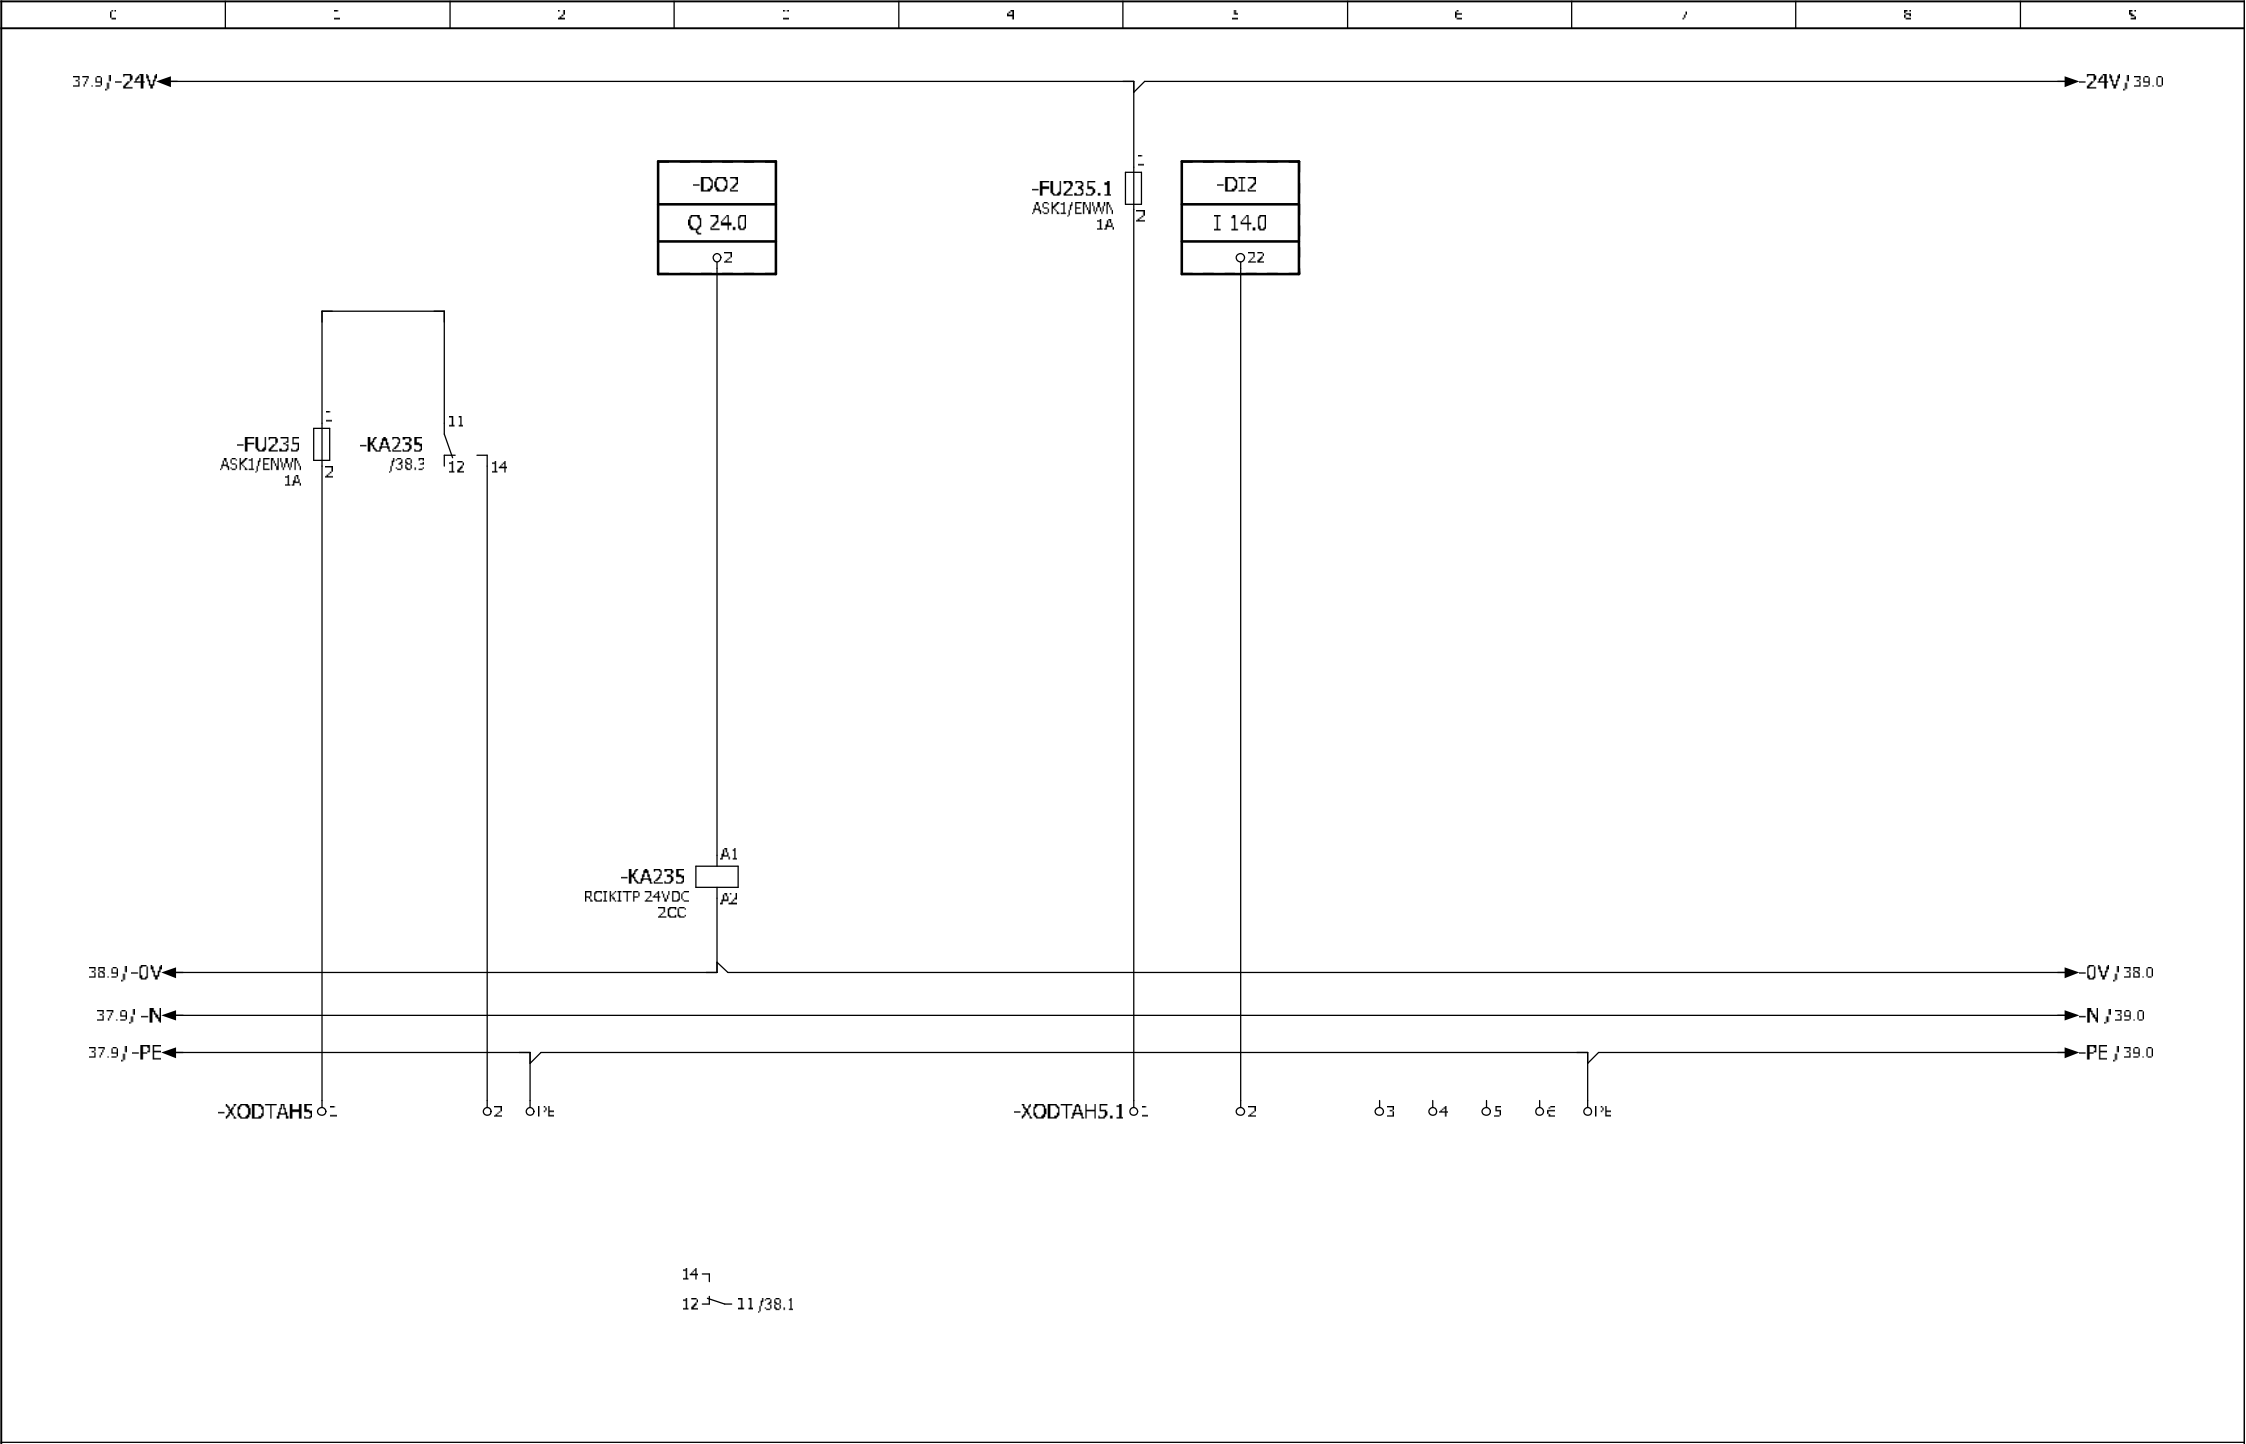 2
4
37.9/ -24V
-24V / 39.0
-DO2
Q 24.0
2
-FU235.1
ASK1/ENWN
1A
2
-DI2
I 14.0
22
-FU235
ASK1/ENWN
1A
2
-KA235
/38.3
11
12
14
A1
-KA235
RCIKITP 24VDC
2CO
A2
38.9/ -0V
-0V / 38.0
37.9/ -N
-N / 39.0
37.9/ -PE
-PE / 39.0
-XODTAH5
2
PE
-XODTAH5.1
2
3
4
5
6
PE
14
12
11 /38.1